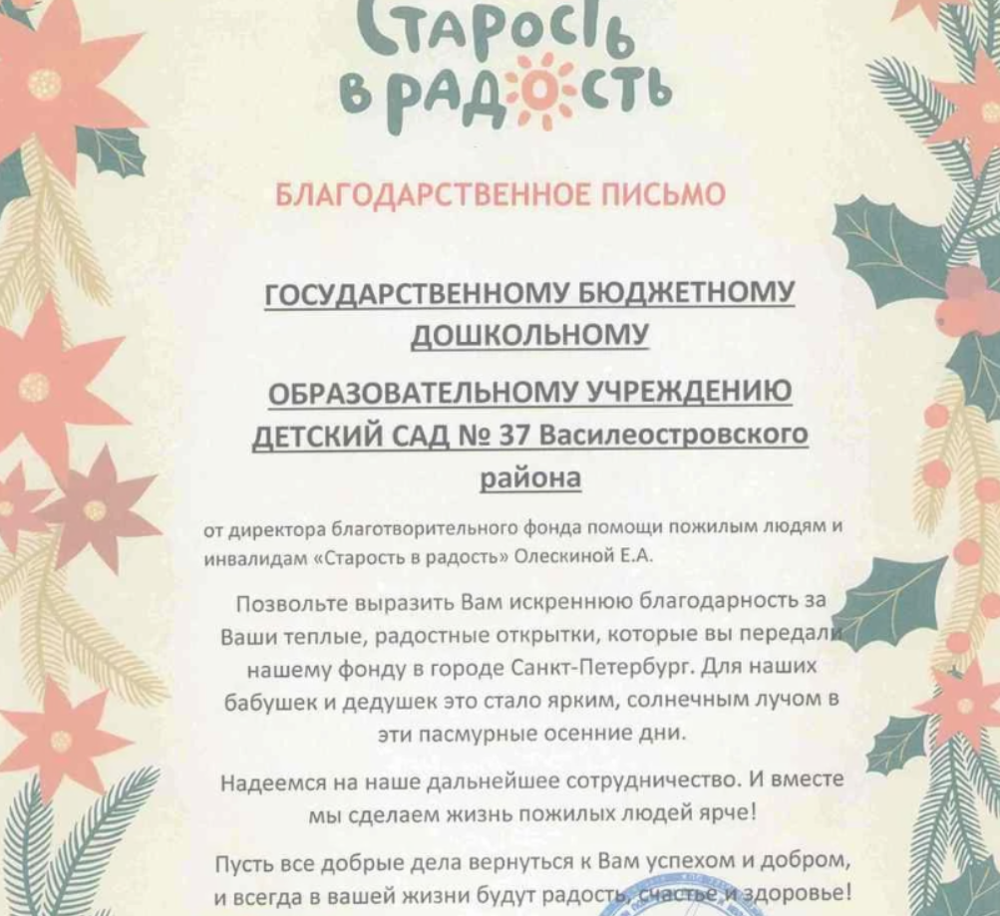 Старость
в радость
БЛАГОДАРСТВЕННОЕ ПИСЬМО
ГОСУДАРСТВЕННОМУ БЮДЖЕТНОМУ
ДОШКОЛЬНОМУ
ОБРАЗОВАТЕЛЬНОМУ УЧРЕЖДЕНИЮ
ДЕТСКИЙ САД № 37 Василеостровского
района
от директора благотворительного фонда помощи пожилым людям и
инвалидам «Старость в радость» Олескиной Е.А.
Позвольте выразить Вам искреннюю благодарность за
Ваши теплые, радостные открытки, которые вы передали
нашему фонду в городе Санкт-Петербург. Для наших
бабушек и дедушек это стало ярким, солнечным лучом в
эти пасмурные осенние дни.
Надеемся на наше дальнейшее сотрудничество. И вместе
мы сделаем жизнь пожилых людей ярче!
Пусть все добрые дела вернуться к Вам успехом и добром,
и всегда в вашей жизни будут радость, счастье и здоровье!